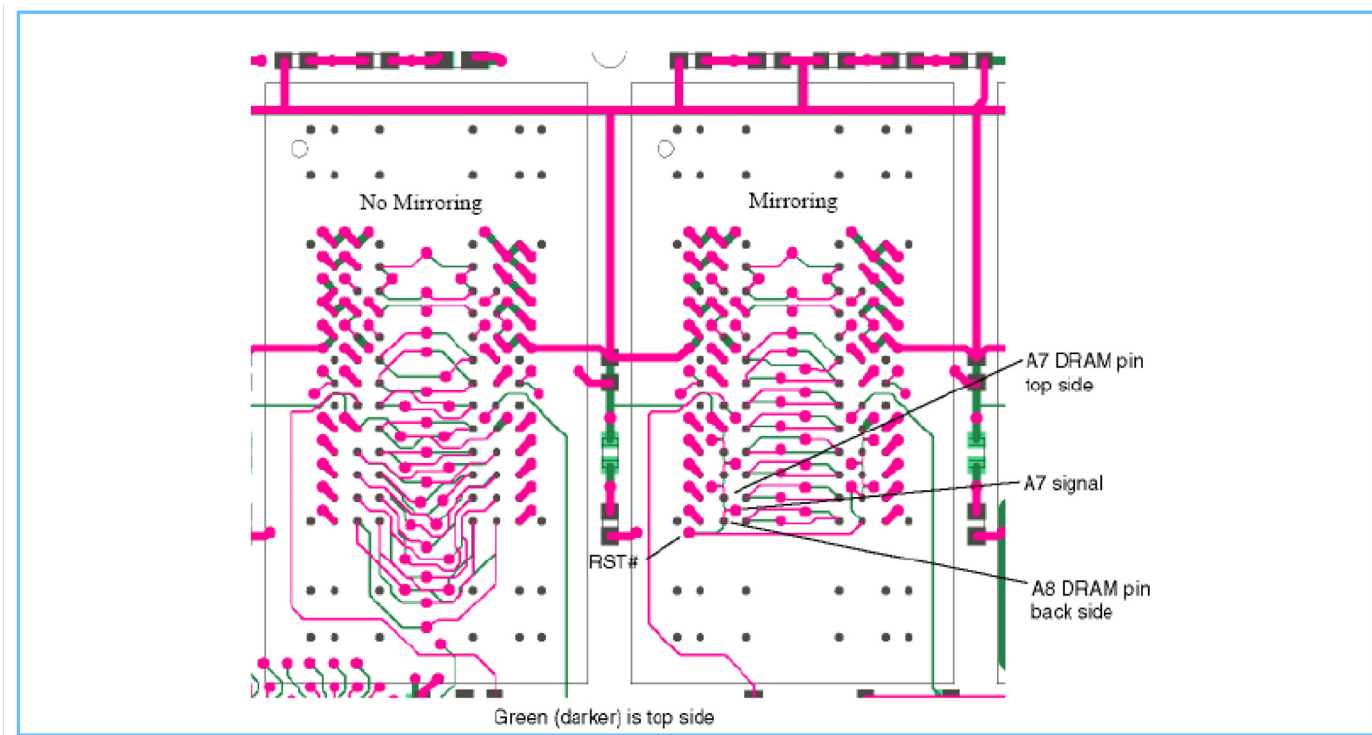 No Mirroring
Mirroring
A7 DRAM pin
top side
A7 signal
RST#
A8 DRAM pin
back side
Green (darker) is top side